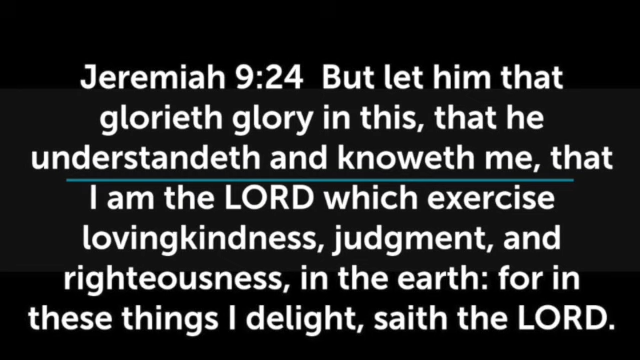 Jeremiah 9:24  But let him that
glorieth glory in this, that he
understandeth and knoweth me, that
I am the LORD which exercise
lovingkindness, judgment, and
righteousness, in the earth: for in
these things I delight, saith the LORD.